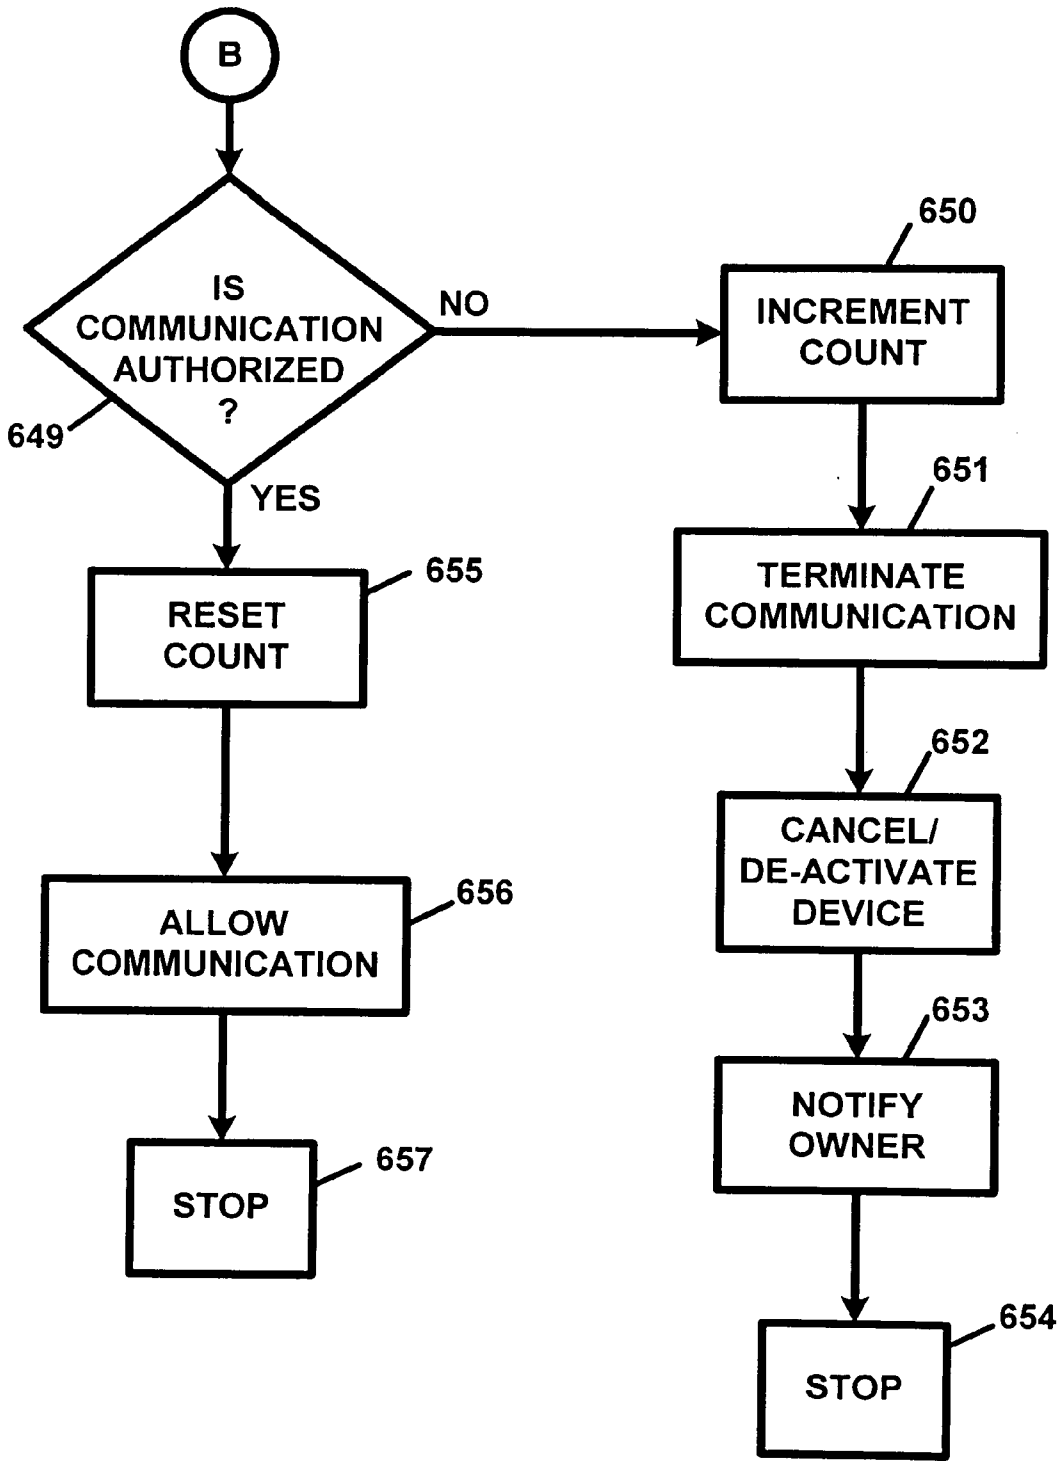 B
IS
COMMUNICATION
AUTHORIZED
?
649
NO
YES
650
INCREMENT
COUNT
651
TERMINATE
COMMUNICATION
652
CANCEL/
DE-ACTIVATE
DEVICE
653
NOTIFY
OWNER
654
STOP
655
RESET
COUNT
656
ALLOW
COMMUNICATION
657
STOP